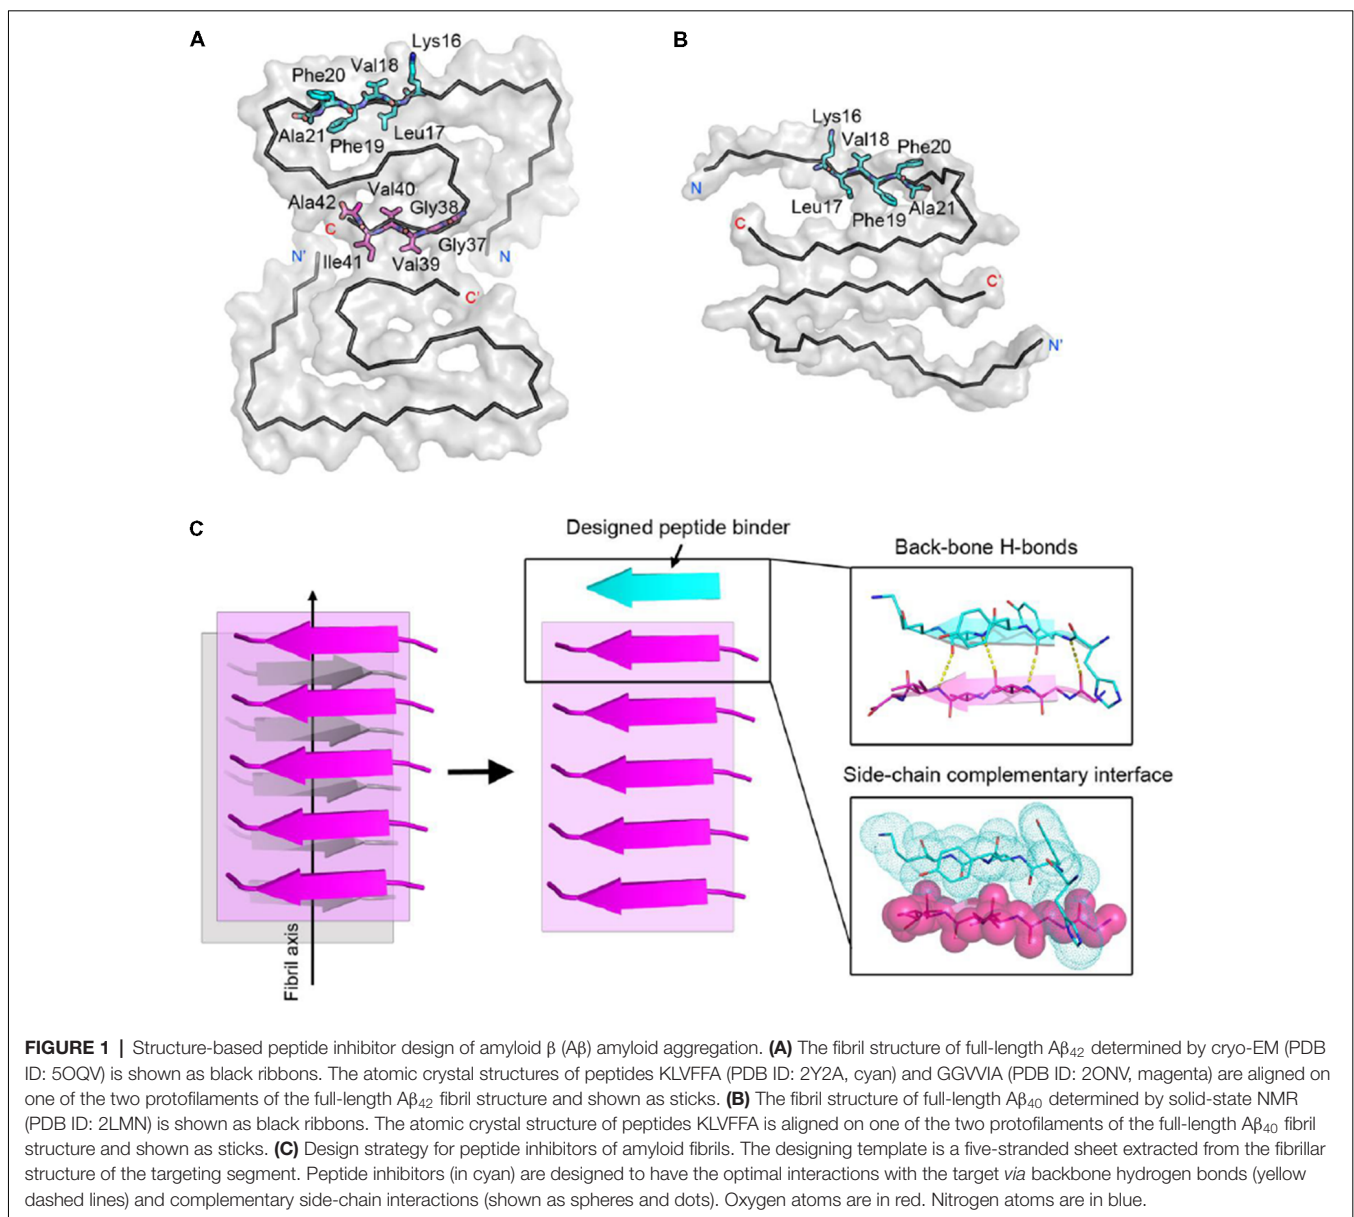 A
Lys16
Val18
Phe20
Ala21
Phe19
Leu17
Ala42
Val40
Gly38
C
N'
Ile41
Val39
Gly37
N
C'
B
Lys16
Val18
Phe20
N
Leu17
Phe19
Ala21
C
C'
N'
C
Designed peptide binder
Back-bone H-bonds
Side-chain complementary interface
Fibril axis
FIGURE 1 | Structure-based peptide inhibitor design of amyloid β (Aβ) amyloid aggregation. (A) The fibril structure of full-length Aβ42 determined by cryo-EM (PDB
ID: 5OQV) is shown as black ribbons. The atomic crystal structures of peptides KLVFFA (PDB ID: 2Y2A, cyan) and GGVVIA (PDB ID: 2ONV, magenta) are aligned on
one of the two protofilaments of the full-length Aβ42 fibril structure and shown as sticks. (B) The fibril structure of full-length Aβ40 determined by solid-state NMR
(PDB ID: 2LMN) is shown as black ribbons. The atomic crystal structure of peptides KLVFFA is aligned on one of the two protofilaments of the full-length Aβ40 fibril
structure and shown as sticks. (C) Design strategy for peptide inhibitors of amyloid fibrils. The designing template is a five-stranded sheet extracted from the fibrillar
structure of the targeting segment. Peptide inhibitors (in cyan) are designed to have the optimal interactions with the target via backbone hydrogen bonds (yellow
dashed lines) and complementary side-chain interactions (shown as spheres and dots). Oxygen atoms are in red. Nitrogen atoms are in blue.